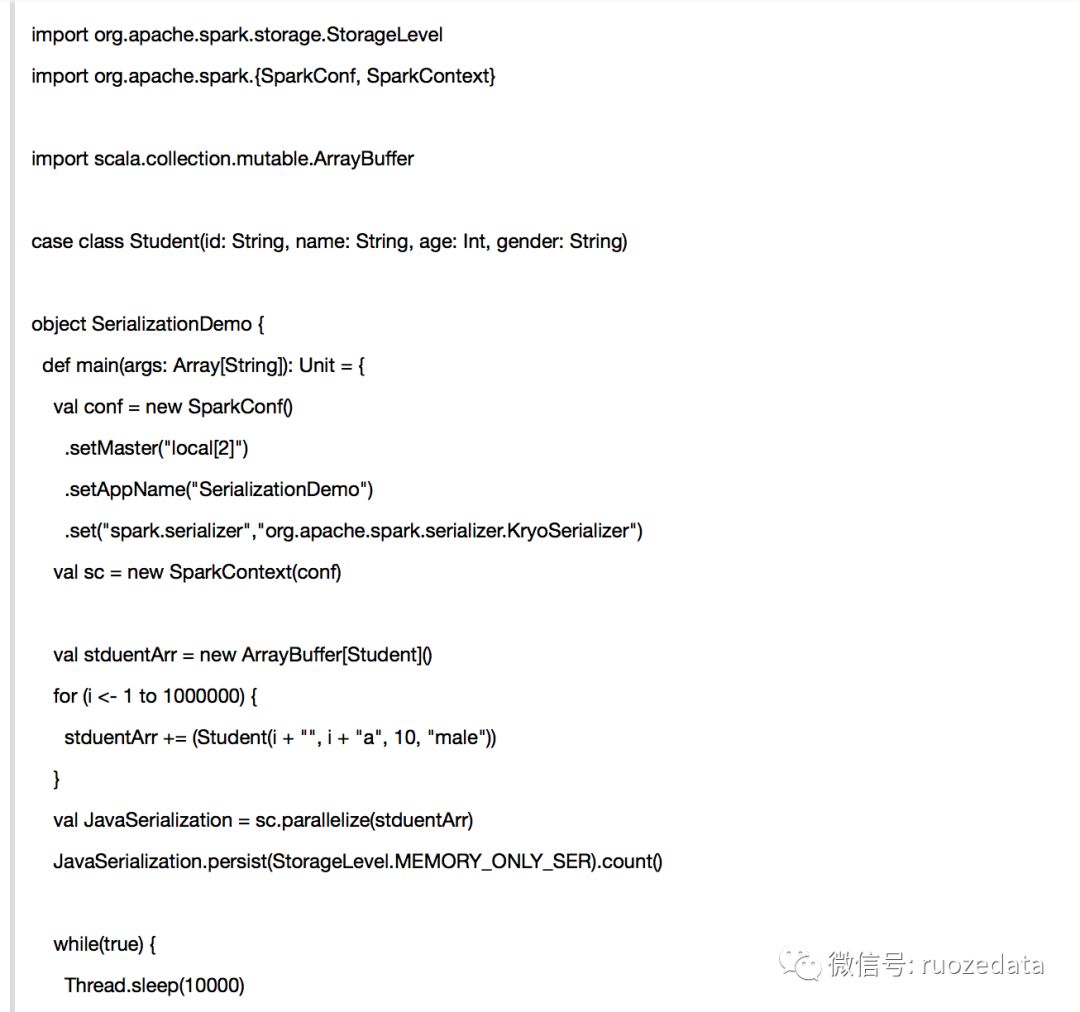 import org.apache.spark.storage.StorageLevel
import org.apache.spark.{SparkConf, SparkContext}
import scala.collection.mutable.ArrayBuffer
case class Student(id: String, name: String, age: Int, gender: String)
object SerializationDemo {
  def main(args: Array[String]): Unit = {
    val conf = new SparkConf()
      .setMaster("local[2]")
      .setAppName("SerializationDemo")
      .set("spark.serializer","org.apache.spark.serializer.KryoSerializer")
    val sc = new SparkContext(conf)
    val stduentArr = new ArrayBuffer[Student]()
    for (i <- 1 to 1000000) {
      stduentArr += (Student(i + "", i + "a", 10, "male"))
    }
    val JavaSerialization = sc.parallelize(stduentArr)
    JavaSerialization.persist(StorageLevel.MEMORY_ONLY_SER).count()
    while(true) {
      Thread.sleep(10000)
微信号: ruozedata